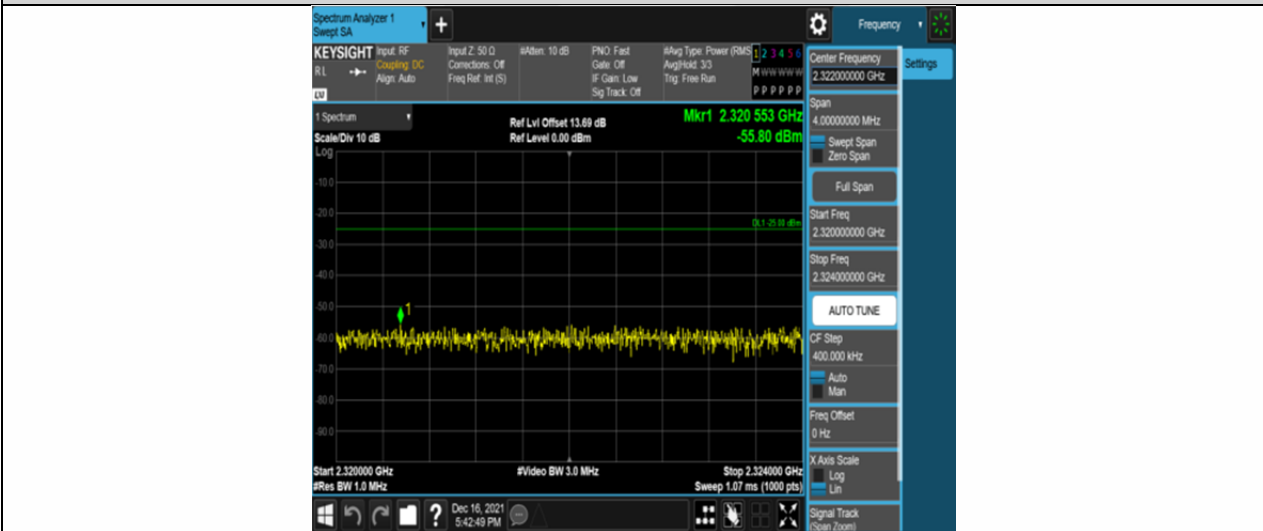 Spectrum Analyzer 1
Swept SA
+
Frequency
KEYSIGHT
RL
Input: RF
Coupling: DC
Align: Auto
Input Z: 50 Ω
Corrections: Off
Freq Ref: Int (S)
#Atten: 10 dB
PNO: Fast
Gate: Off
IF Gain: Low
Sig Track: Off
#Avg Type: Power (RMS
Avg|Hold: 3/3
Trig: Free Run
1 2 3 4 5 6
M W W W W W
P P P P P P
1 Spectrum
Scale/Div 10 dB
Log
Ref Lvl Offset 13.69 dB
Ref Level 0.00 dBm
Mkr1 2.320 553 GHz
-55.80 dBm
-10.0
-20.0
DL1 -25.00 dBm
-30.0
-40.0
-50.0
1
-60.0
-70.0
-80.0
-90.0
Start 2.320000 GHz
#Video BW 3.0 MHz
Stop 2.324000 GHz
#Res BW 1.0 MHz
Sweep 1.07 ms (1000 pts)
?
Dec 16, 2021
5:42:49 PM
Center Frequency
2.322000000 GHz
Settings
Span
4.00000000 MHz
Swept Span
Zero Span
Full Span
Start Freq
2.320000000 GHz
Stop Freq
2.324000000 GHz
AUTO TUNE
CF Step
400.000 kHz
Auto
Man
Freq Offset
0 Hz
X Axis Scale
Log
Lin
Signal Track
(Span Zoom)